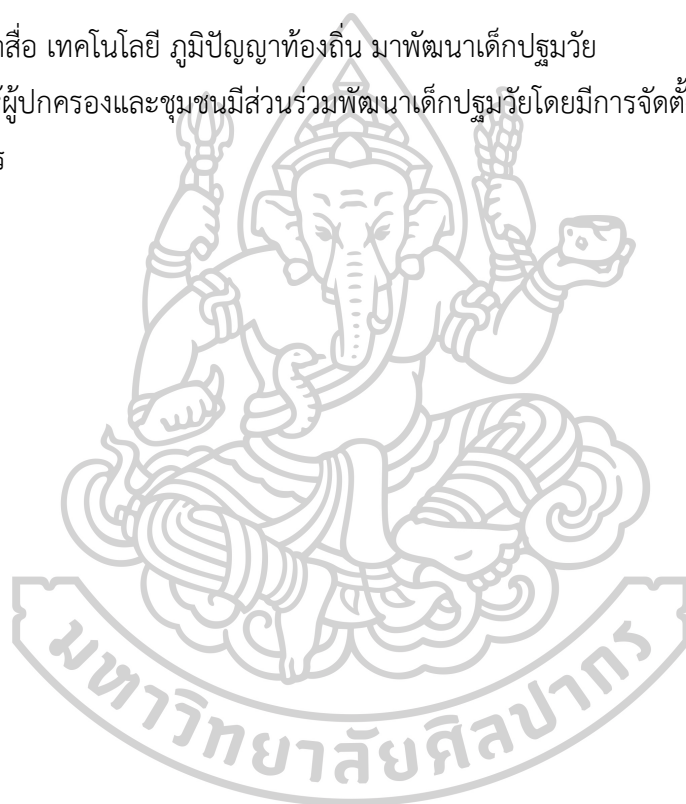 สื่อ เทคโนโลยี ภูมิปัญญาท้องถิ่น มาพัฒนาเด็กปฐมวัย
ผู้ปกครองและชุมชนมีส่วนร่วมพัฒนาเด็กปฐมวัยโดยมีการจัดตั้
ร
มหาวิทยาลัยศิลปากร